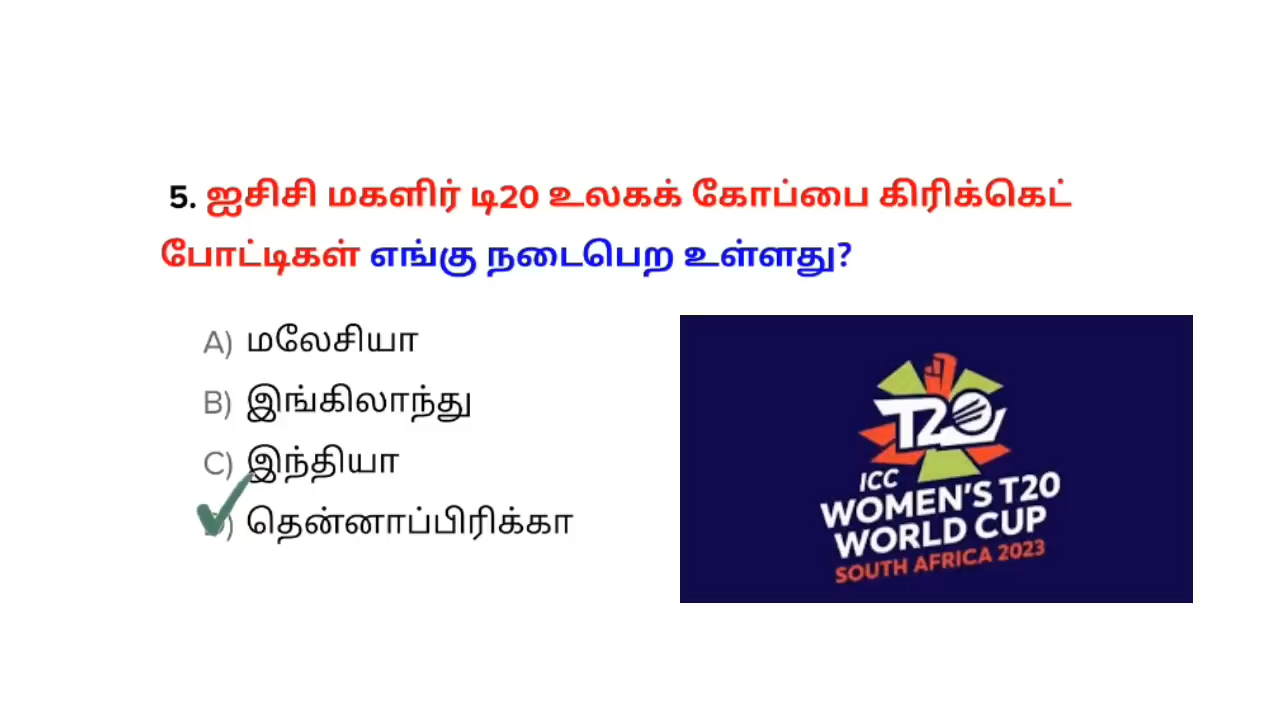 5. ஐசிசி மகளிர் டி20 உலகக் கோப்பை கிரிக்கெட்
போட்டிகள் எங்கு நடைபெற உள்ளது?
A) மலேசியா
B) இங்கிலாந்து
C) இந்தியா
D) தென்னாப்பிரிக்கா
T20
ICC
WOMEN'S T20
WORLD CUP
SOUTH AFRICA 2023